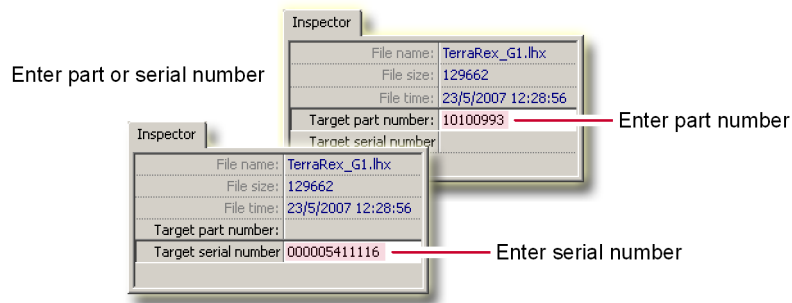 Inspector
File name: TerraRex_G1.lhx
File size: 129662
File time: 23/5/2007 12:28:56
Target part number: 10100993
Target serial number
Enter part or serial number
Enter part number
Inspector
File name: TerraRex_G1.lhx
File size: 129662
File time: 23/5/2007 12:28:56
Target part number:
Target serial number 000005411116
Enter serial number